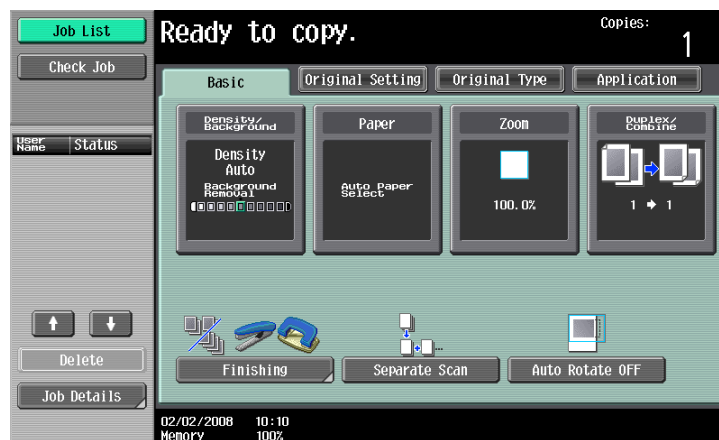 Job List
Check Job
User Name Status
Delete
Job Details
Ready to copy.
Copies:
1
Basic
Original Setting
Original Type
Application
Density/
Background
Density
Auto
Background
Removal
Paper
Auto Paper
Select
Zoom
100.0%
Duplex/
Combine
1 → 1
Finishing
Separate Scan
Auto Rotate OFF
02/02/2008 10:10
Memory 100%